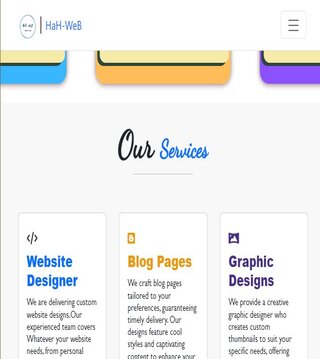 HaH-WeB
Our Services
Website Designer
We are delivering custom
website designs.Our
experienced team covers
Whatever your website
needs, from personal
Blog Pages
We craft blog pages
tailored to your
preferences, guaranteeing
timely delivery. Our
designs feature cool
styles and captivating
content to enhance your
Graphic
Designs
We provide a creative
graphic designer who
creates custom
thumbnails to suit your
specific needs, offering